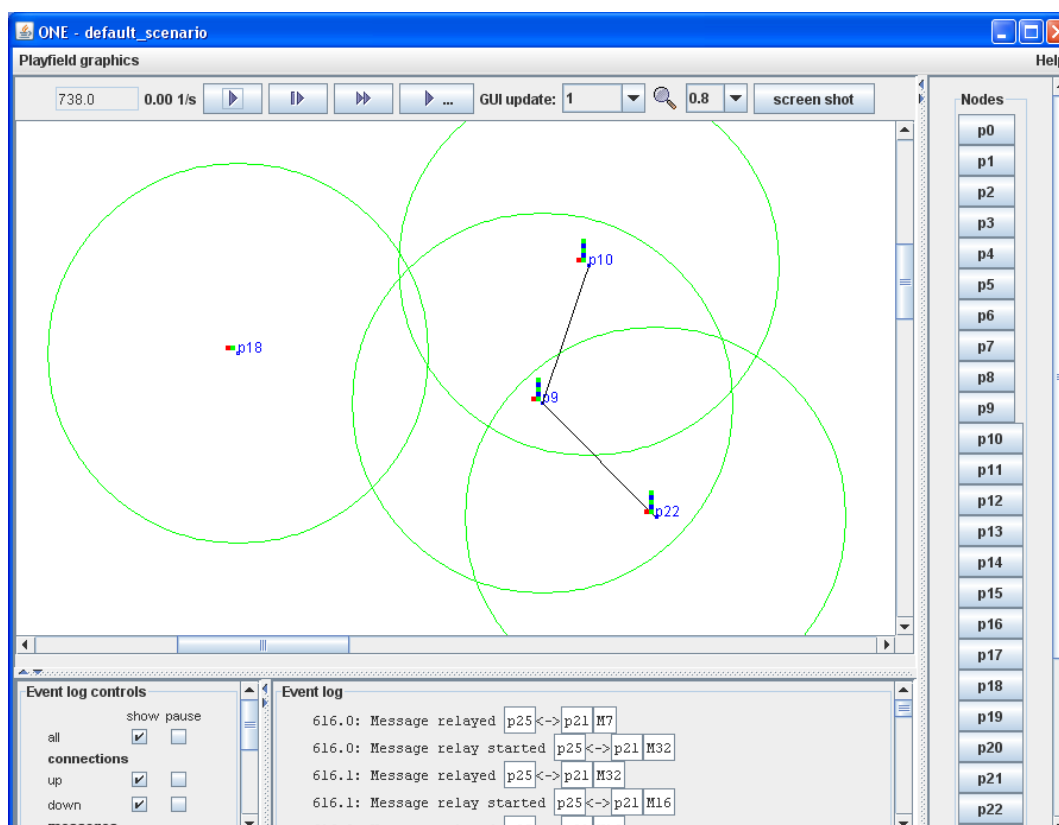 ONE - default_scenario
Playfield graphics
Help
738.0 0.00 1/s ... GUI update: 1 0.8 screen shot
Nodes
p0
p1
p2
p3
p4
p5
p6
p7
p8
p9
p10
p11
p12
p13
p14
p15
p16
p17
p18
p19
p20
p21
p22
p10
p18
p9
p22
Event log controls
show pause
all
connections
up
down
Event log
616.0: Message relayed p25<->p21 M7
616.0: Message relay started p25<->p21 M32
616.1: Message relayed p25<->p21 M32
616.1: Message relay started p25<->p21 M16